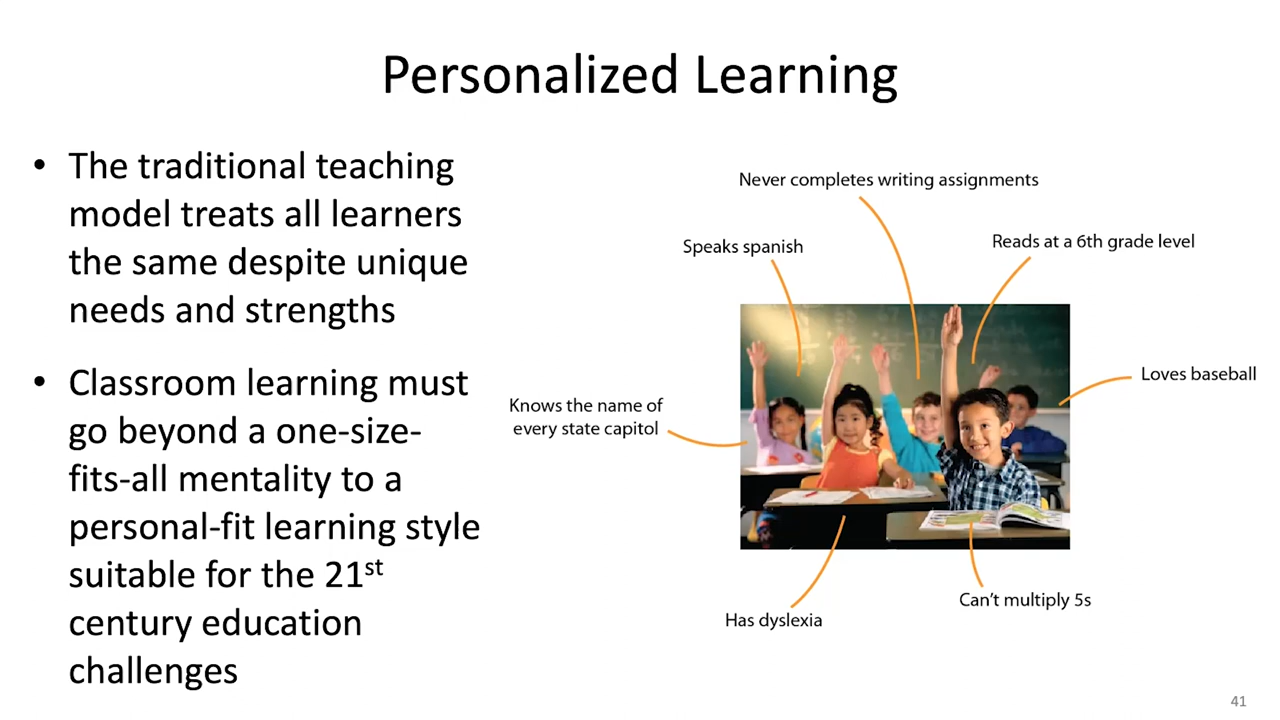 Personalized Learning
• The traditional teaching
model treats all learners
the same despite unique
needs and strengths
• Classroom learning must
go beyond a one-size-
fits-all mentality to a
personal-fit learning style
suitable for the 21st
century education
challenges
Never completes writing assignments
Speaks spanish
Reads at a 6th grade level
Loves baseball
Knows the name of
every state capitol
Has dyslexia
Can't multiply 5s
41